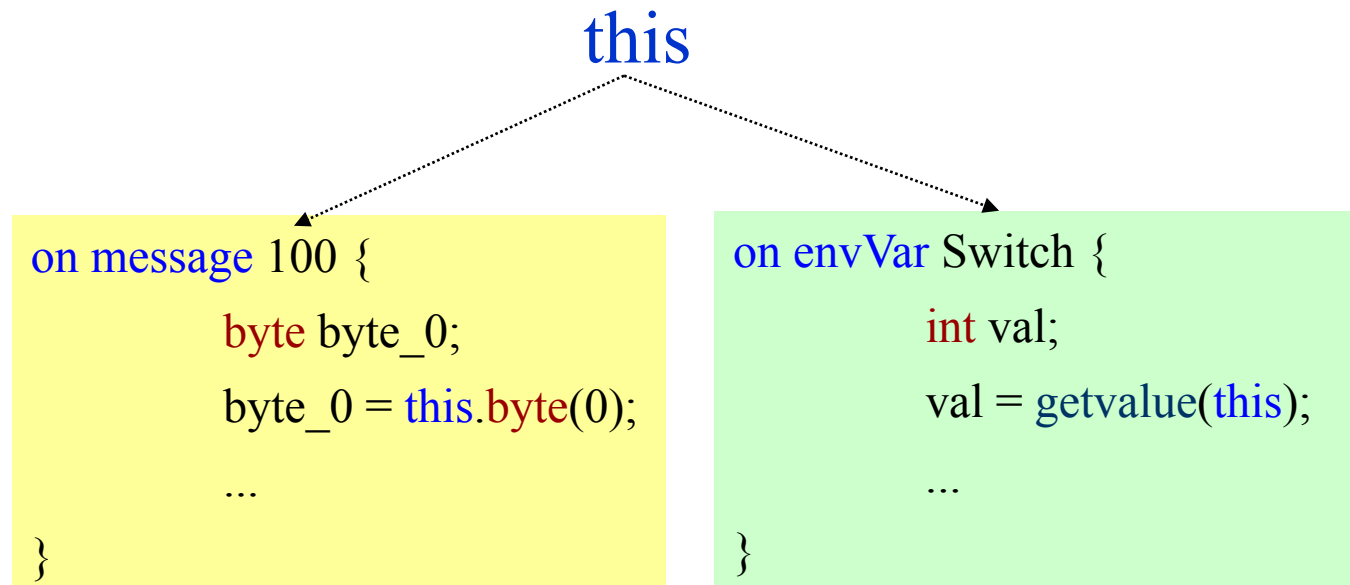 this
on message 100 {
byte byte_0;
byte_0 = this.byte(0);
...
}
on envVar Switch {
int val;
val = getvalue(this);
...
}